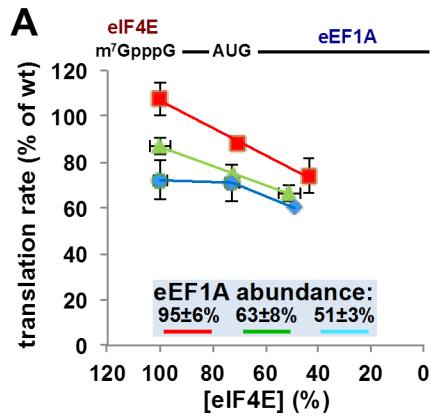 A
eIF4E
eEF1A
m⁷GpppG AUG
translation rate (% of wt)
120
100
80
60
40
20
0
eEF1A abundance:
95±6% 63±8% 51±3%
120 100 80 60 40 20 0
[eIF4E] (%)